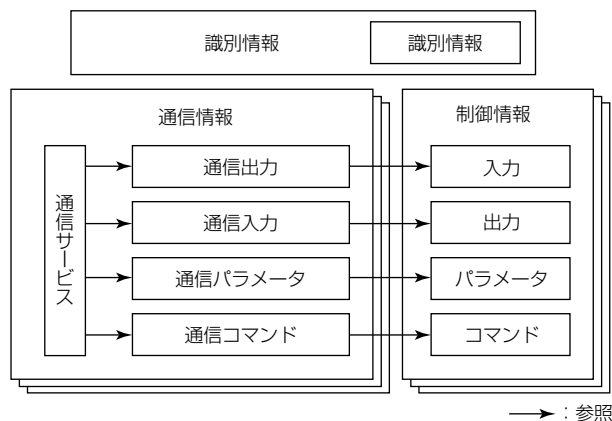 識別情報
識別情報
通信情報
制御情報
通信サービス
通信出力
入力
通信入力
出力
通信パラメータ
パラメータ
通信コマンド
コマンド
：参照